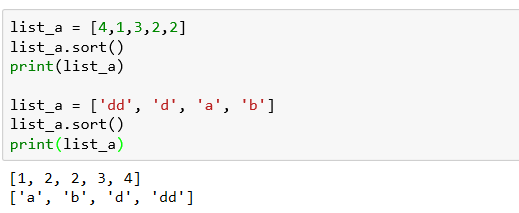 list_a = [4,1,3,2,2]
list_a.sort()
print(list_a)
list_a = ['dd', 'd', 'a', 'b']
list_a.sort()
print(list_a)
[1, 2, 2, 3, 4]
['a', 'b', 'd', 'dd']